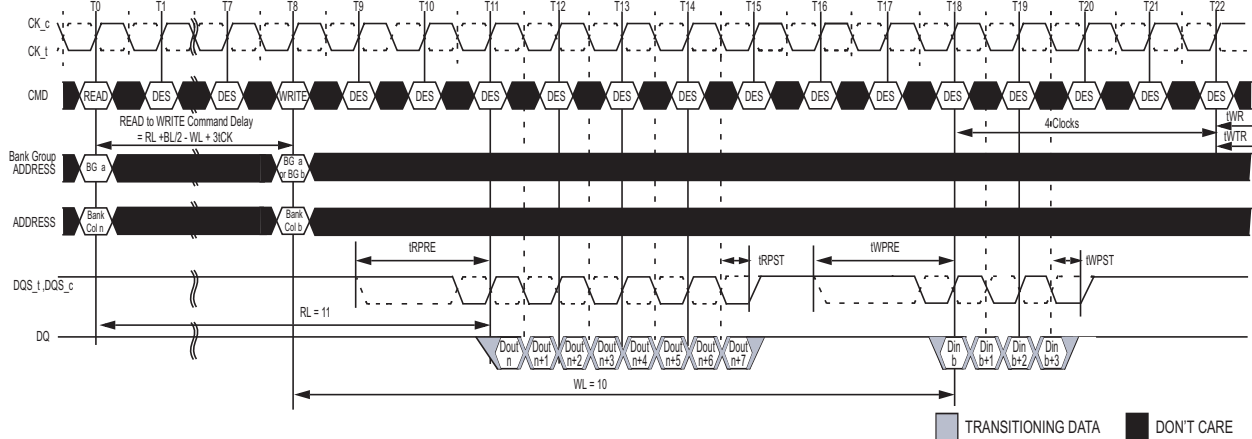 T0 T1 T7 T8 T9 T10 T11 T12 T13 T14 T15 T16 T17 T18 T19 T20 T21 T22
CK_c
CK_t
CMD READ DES DES WRITE DES DES DES DES DES DES DES DES DES DES DES DES DES DES
READ to WRITE Command Delay
= RL +BL/2 - WL + 3tCK
4 Clocks
tWR
tWTR
Bank Group
ADDRESS
BG a
BG a
or BG b
ADDRESS
Bank
Col n
Bank
Col b
tRPRE tRPST tWPRE tWPST
DQS_t ,DQS_c
RL = 11
DQ
Dout
n
Dout
n+1
Dout
n+2
Dout
n+3
Dout
n+4
Dout
n+5
Dout
n+6
Dout
n+7
Din
b
Din
b+1
Din
b+2
Din
b+3
WL = 10
TRANSITIONING DATA DON'T CARE